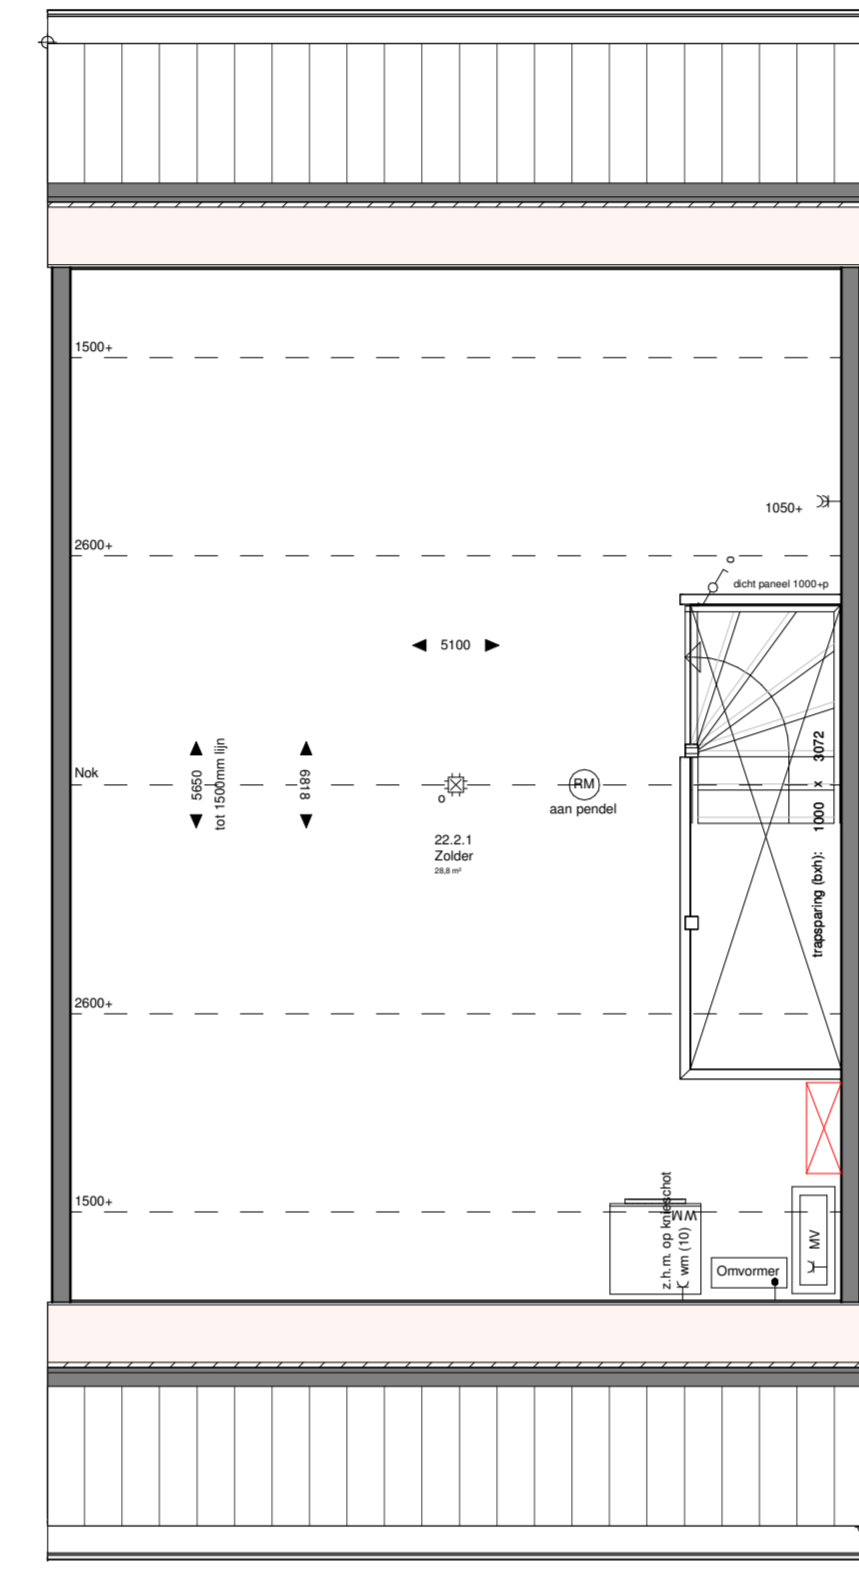 1500+
1050+
2600+
dicht paneel 1000+p
5100
Nok
5650
tot 1500mm lijn
6818
RM
aan pendel
22.2.1
Zolder
28,8 m²
trapsparing (bxh): 1000 x 3072
2600+
1500+
z.h.m. op knieschot
WM
wm (10)
Omvormer
MV